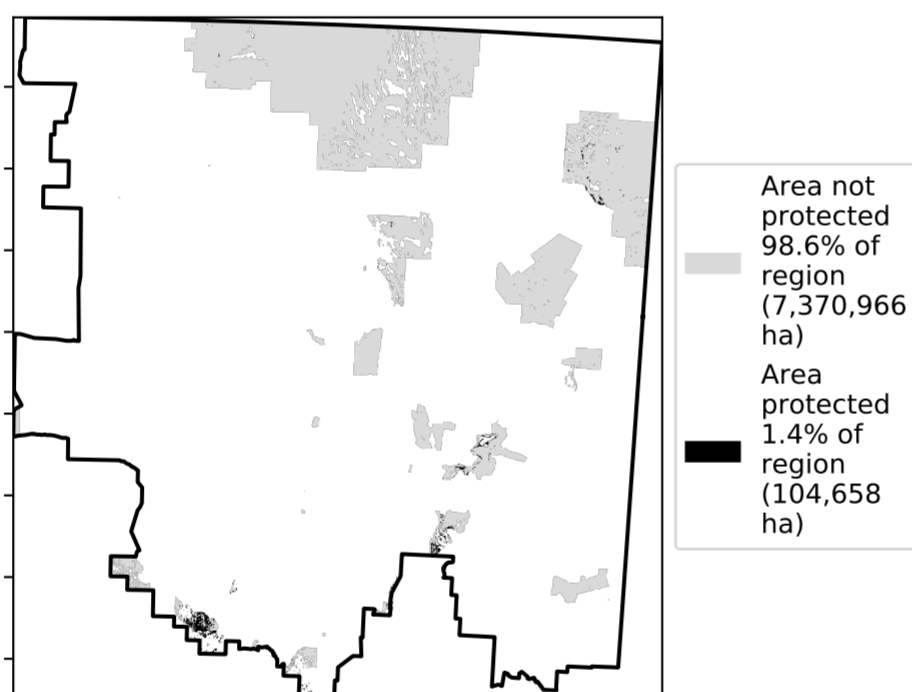 Area not
protected
98.6% of
region
(7,370,966
ha)
Area
protected
1.4% of
region
(104,658
ha)